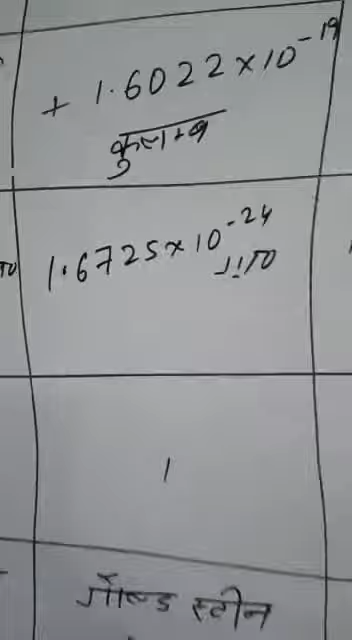 + 1.6022×10⁻¹⁹
कुलाम्ब
1.6725×10⁻²⁴
ग्राम
1
गोल्ड स्टीन